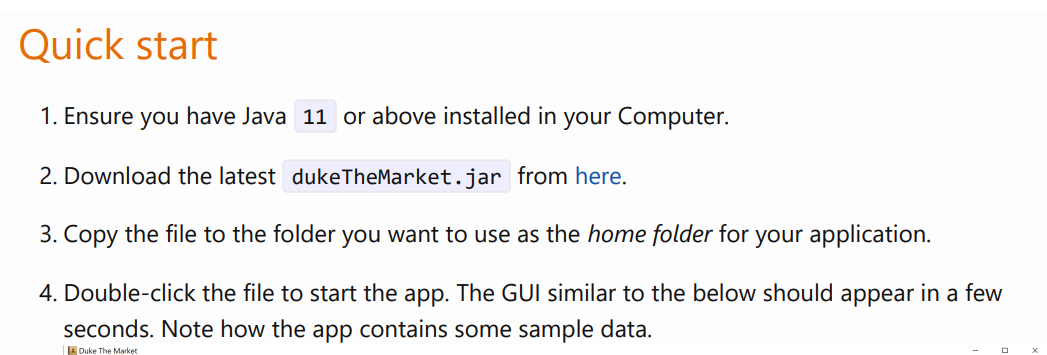 Quick start
1. Ensure you have Java 11 or above installed in your Computer.
2. Download the latest dukeTheMarket.jar from here.
3. Copy the file to the folder you want to use as the home folder for your application.
4. Double-click the file to start the app. The GUI similar to the below should appear in a few
seconds. Note how the app contains some sample data.
Duke The Market